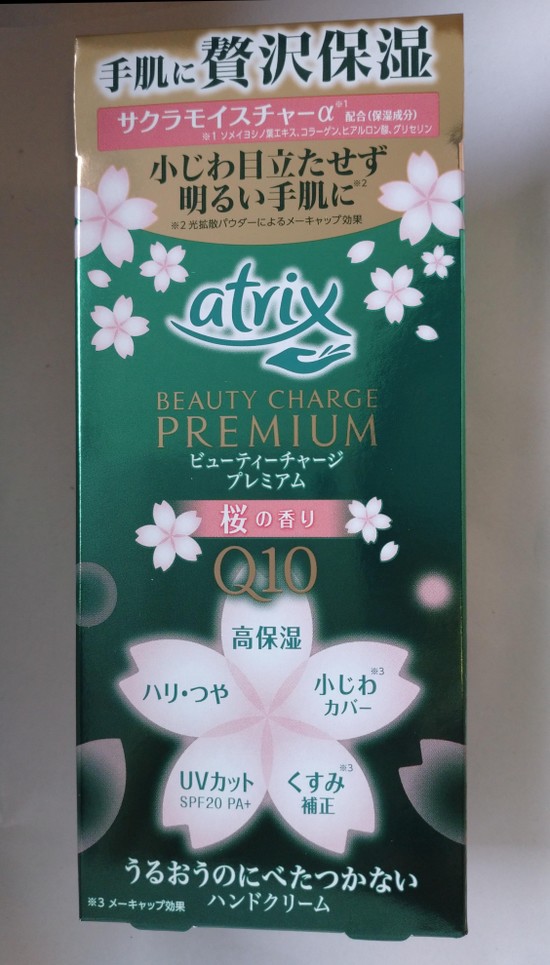 手肌に贅沢保湿
サクラモイスチャーα※1 配合(保湿成分)
※1 ソメイヨシノ葉エキス、コラーゲン、ヒアルロン酸、グリセリン
小じわ目立たせず
明るい手肌に※2
※2 光拡散パウダーによるメーキャップ効果
atrix
BEAUTY CHARGE
PREMIUM
ビューティーチャージ
プレミアム
桜の香り
Q10
高保湿
ハリ・つや
小じわ※3
カバー
UVカット
SPF20 PA+
くすみ※3
補正
うるおうのにべたつかない
※3 メーキャップ効果 ハンドクリーム